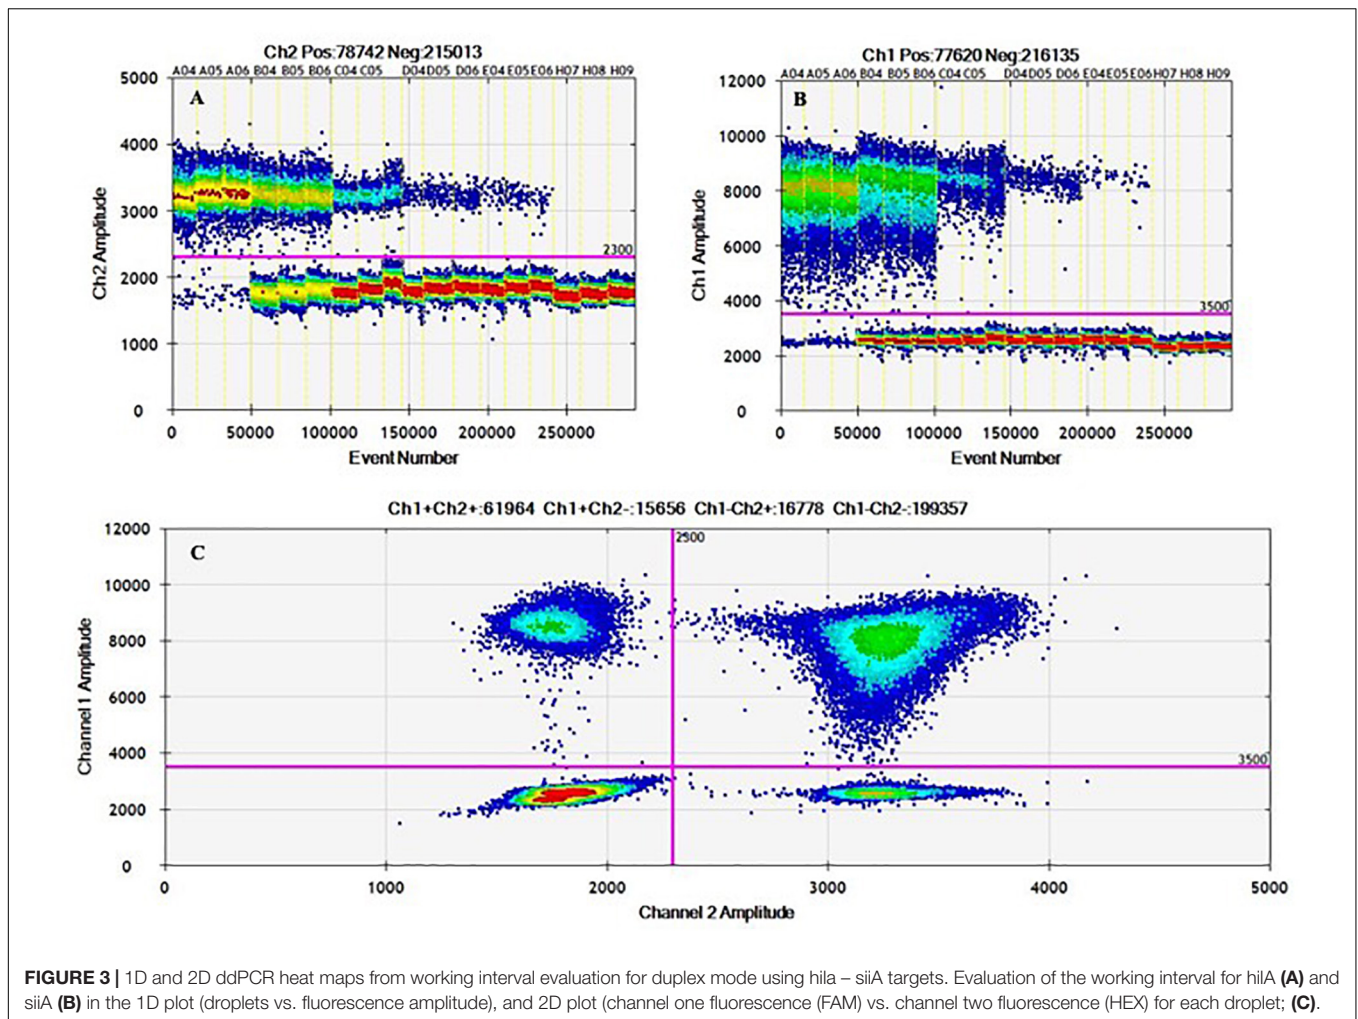 Ch2 Pos:78742 Neg:215013
A04 A05 A06 B04 B05 B06 C04 C05 D04 D05 D06 E04 E05 E06 H07 H08 H09
A
5000
4000
3000
2000
1000
0
2300
Ch2 Amplitude
0 50000 100000 150000 200000 250000
Event Number
Ch1 Pos:77620 Neg:216135
A04 A05 A06 B04 B05 B06 C04 C05 D04 D05 D06 E04 E05 E06 H07 H08 H09
B
12000
10000
8000
6000
4000
2000
0
3500
Ch1 Amplitude
0 50000 100000 150000 200000 250000
Event Number
Ch1+Ch2+:61964 Ch1+Ch2-:15656 Ch1-Ch2+:16778 Ch1-Ch2-:199357
C
2300
12000
10000
8000
6000
4000
2000
0
3500
Channel 1 Amplitude
0 1000 2000 3000 4000 5000
Channel 2 Amplitude
FIGURE 3 | 1D and 2D ddPCR heat maps from working interval evaluation for duplex mode using hila – siiA targets. Evaluation of the working interval for hilA (A) and
siiA (B) in the 1D plot (droplets vs. fluorescence amplitude), and 2D plot (channel one fluorescence (FAM) vs. channel two fluorescence (HEX) for each droplet; (C).